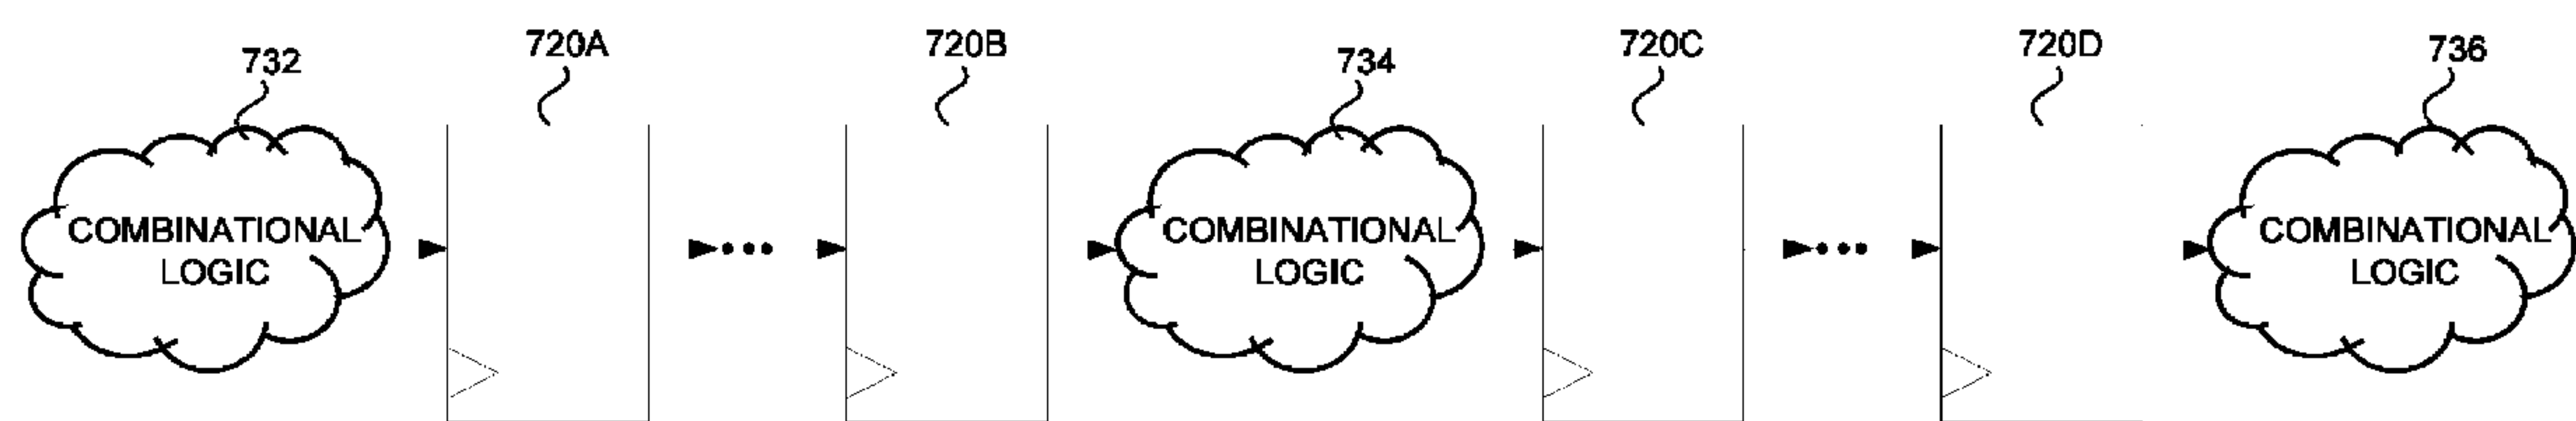 732
720A
720B
734
720C
720D
736
COMBINATIONAL
LOGIC
COMBINATIONAL
LOGIC
COMBINATIONAL
LOGIC